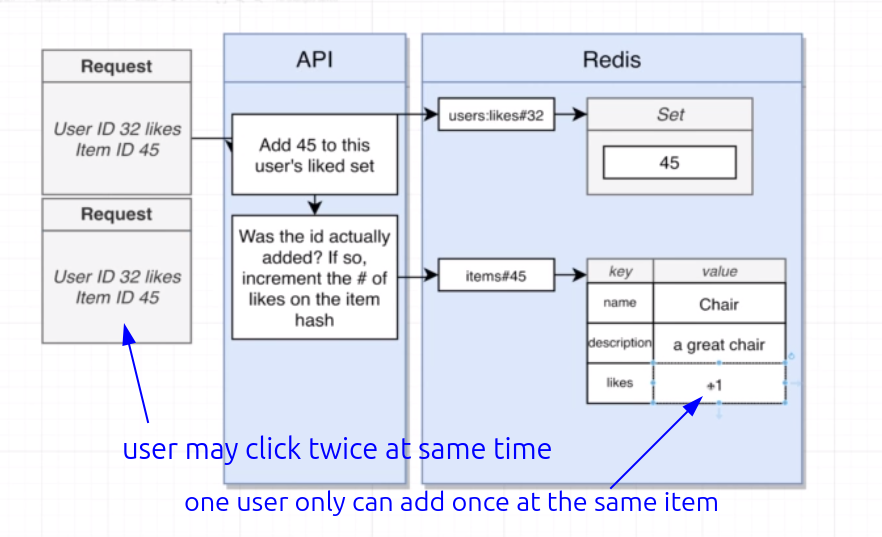 Request
User ID 32 likes
Item ID 45
Request
User ID 32 likes
Item ID 45
API
Add 45 to this
user's liked set
Was the id actually
added? If so,
increment the # of
likes on the item
hash
Redis
users:likes#32
Set
45
items#45
key value
name Chair
description a great chair
likes +1
user may click twice at same time
one user only can add once at the same item